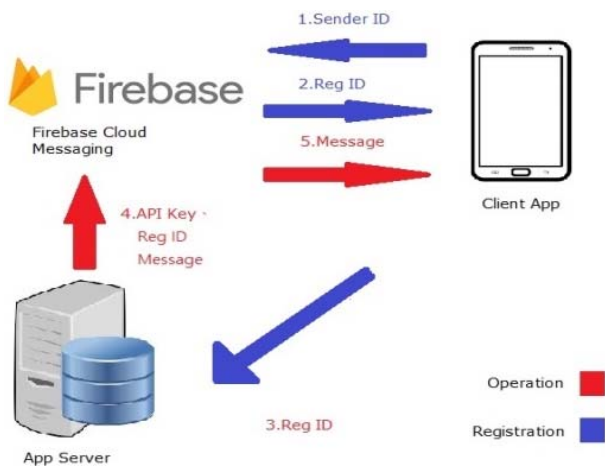 1.Sender ID
Firebase
2.Reg ID
Firebase Cloud
Messaging
5.Message
Client App
4.API Key、
Reg ID
Message
3.Reg ID
Operation
Registration
App Server